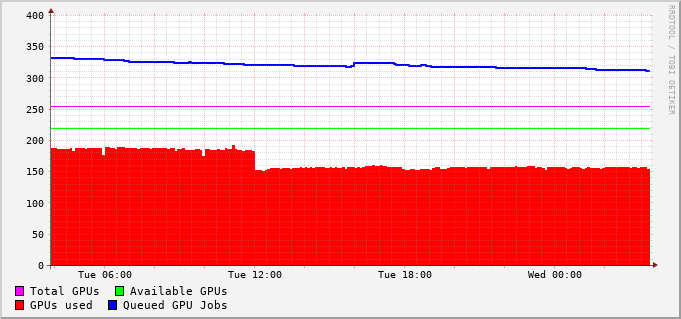 400
350
300
250
200
150
100
50
0
Tue 06:00 Tue 12:00 Tue 18:00 Wed 00:00
Total GPUs Available GPUs
GPUs used Queued GPU Jobs
RRDTOOL / TOBI OETIKER